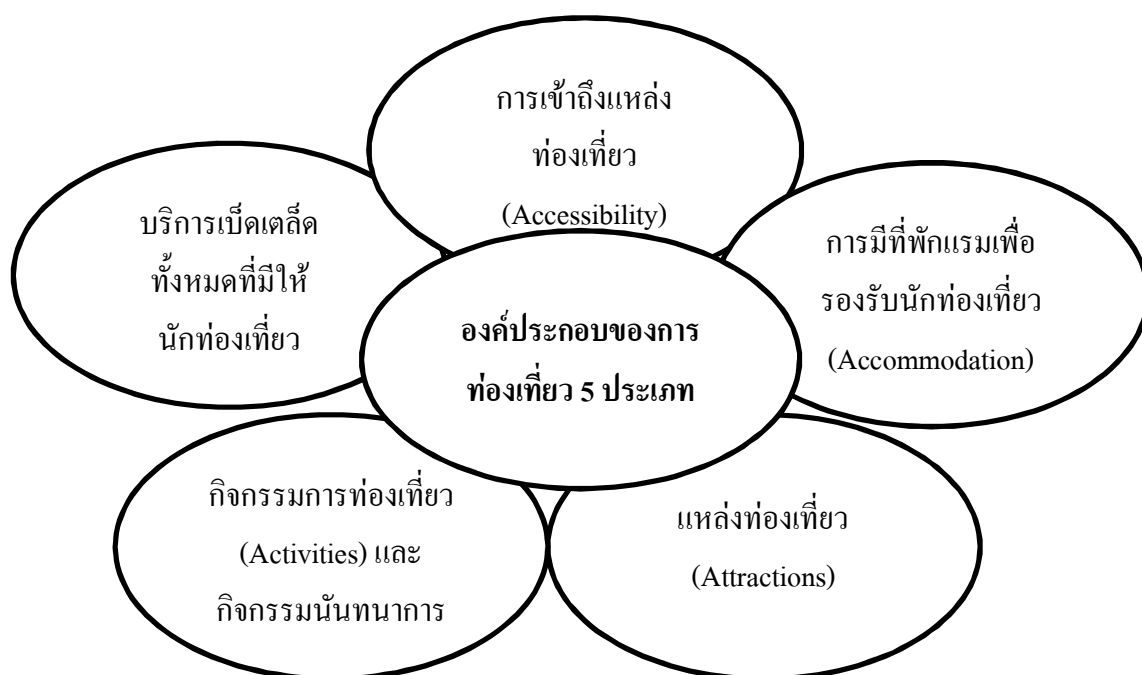 การเข้าถึงแหล่ง
ท่องเที่ยว
(Accessibility)
บริการเบ็ดเตล็ด
ทั้งหมดที่มีให้
นักท่องเที่ยว
การมีที่พักแรมเพื่อ
รองรับนักท่องเที่ยว
(Accommodation)
องค์ประกอบของการ
ท่องเที่ยว 5 ประเภท
กิจกรรมการท่องเที่ยว
(Activities) และ
กิจกรรมนันทนาการ
แหล่งท่องเที่ยว
(Attractions)